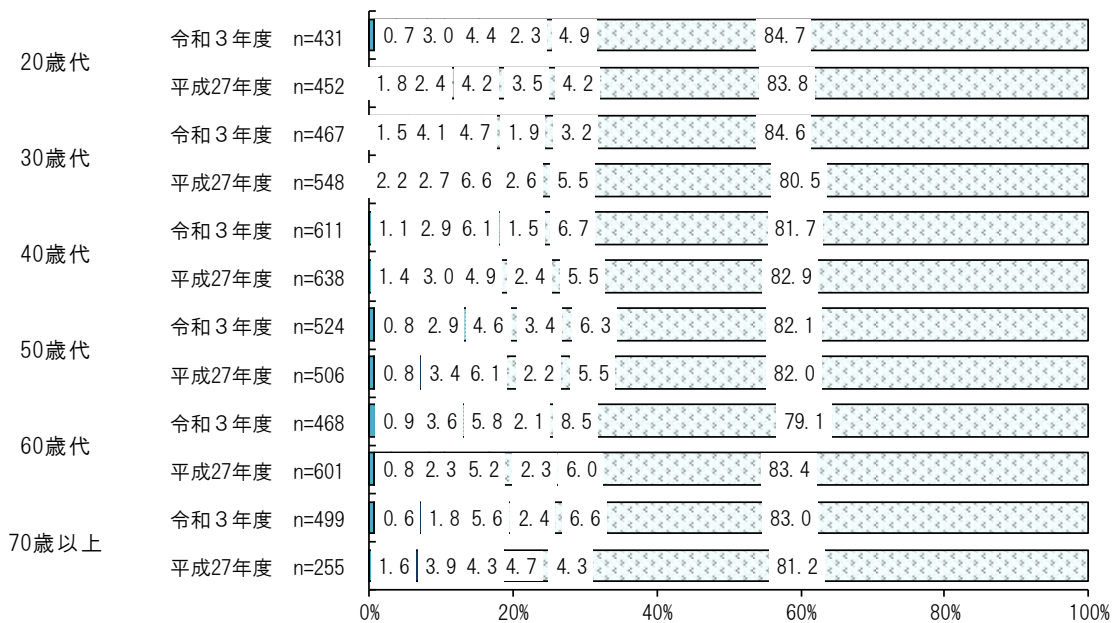 20歳代
令和３年度 n=431 0.7 3.0 4.4 2.3 4.9 84.7
平成27年度 n=452 1.8 2.4 4.2 3.5 4.2 83.8
30歳代
令和３年度 n=467 1.5 4.1 4.7 1.9 3.2 84.6
平成27年度 n=548 2.2 2.7 6.6 2.6 5.5 80.5
40歳代
令和３年度 n=611 1.1 2.9 6.1 1.5 6.7 81.7
平成27年度 n=638 1.4 3.0 4.9 2.4 5.5 82.9
50歳代
令和３年度 n=524 0.8 2.9 4.6 3.4 6.3 82.1
平成27年度 n=506 0.8 3.4 6.1 2.2 5.5 82.0
60歳代
令和３年度 n=468 0.9 3.6 5.8 2.1 8.5 79.1
平成27年度 n=601 0.8 2.3 5.2 2.3 6.0 83.4
70歳以上
令和３年度 n=499 0.6 1.8 5.6 2.4 6.6 83.0
平成27年度 n=255 1.6 3.9 4.3 4.7 4.3 81.2
0% 20% 40% 60% 80% 100%